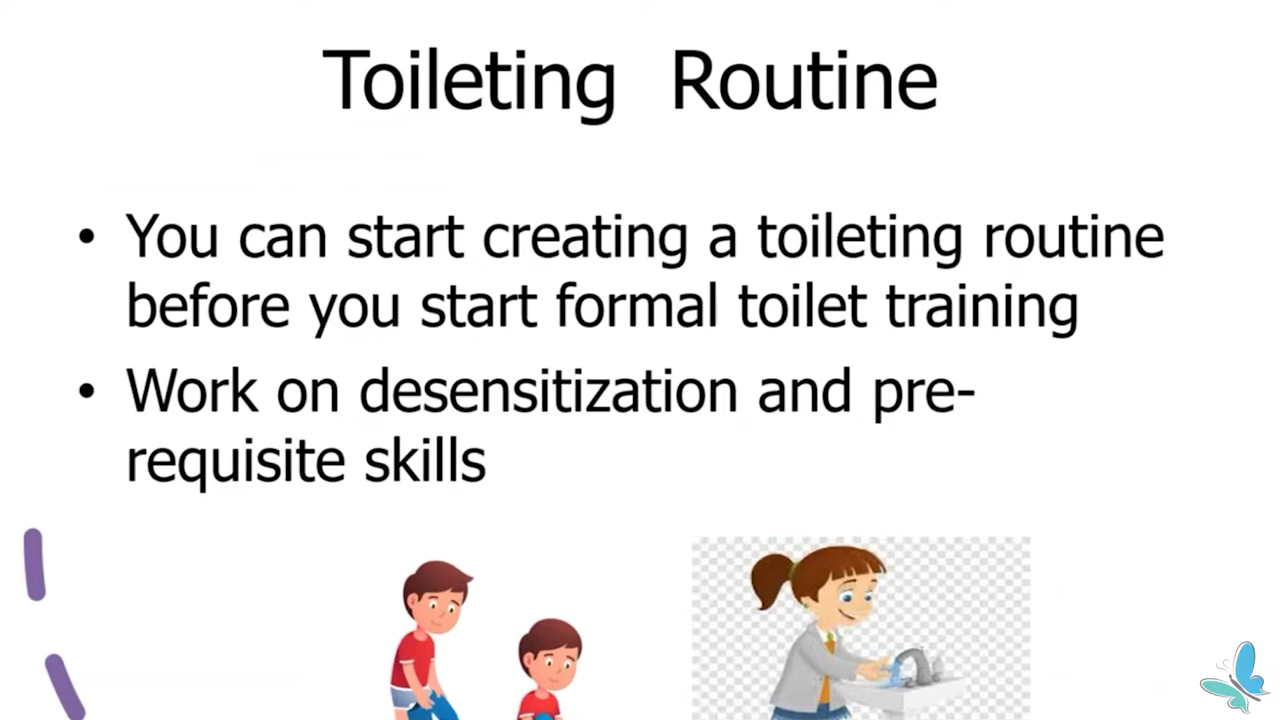 Toileting Routine
• You can start creating a toileting routine
before you start formal toilet training
• Work on desensitization and pre-
requisite skills